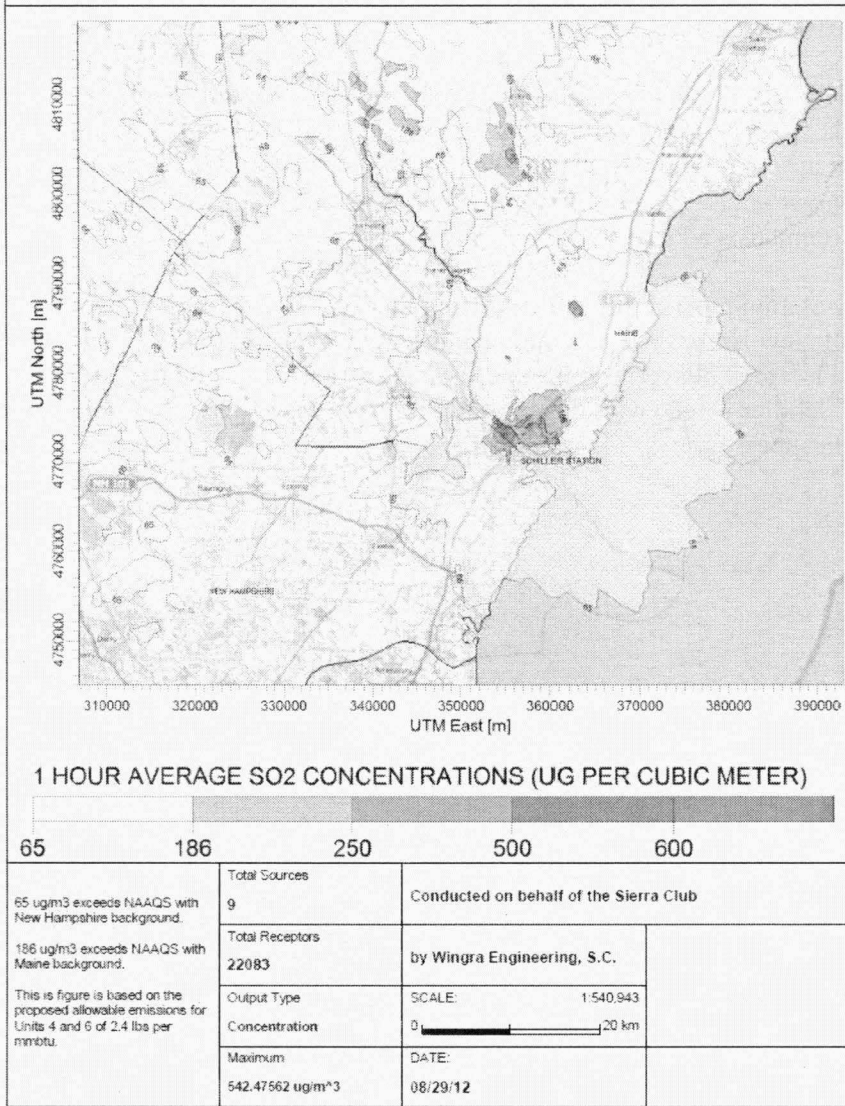 4810000
4800000
4790000
4780000
4770000
4760000
4750000
UTM North [m]
SCHILLER STATION
NEW HAMPSHIRE
310000 320000 330000 340000 350000 360000 370000 380000 390000
UTM East [m]
1 HOUR AVERAGE SO2 CONCENTRATIONS (UG PER CUBIC METER)
65 186 250 500 600
65 ug/m3 exceeds NAAQS with
New Hampshire background.
186 ug/m3 exceeds NAAQS with
Maine background.
This is figure is based on the
proposed allowable emissions for
Units 4 and 6 of 2.4 lbs per
mmbtu.
Total Sources
9
Conducted on behalf of the Sierra Club
Total Receptors
22083
by Wingra Engineering, S.C.
Output Type
Concentration
SCALE: 1:540,943
0 20 km
Maximum
542.47562 ug/m^3
DATE:
08/29/12